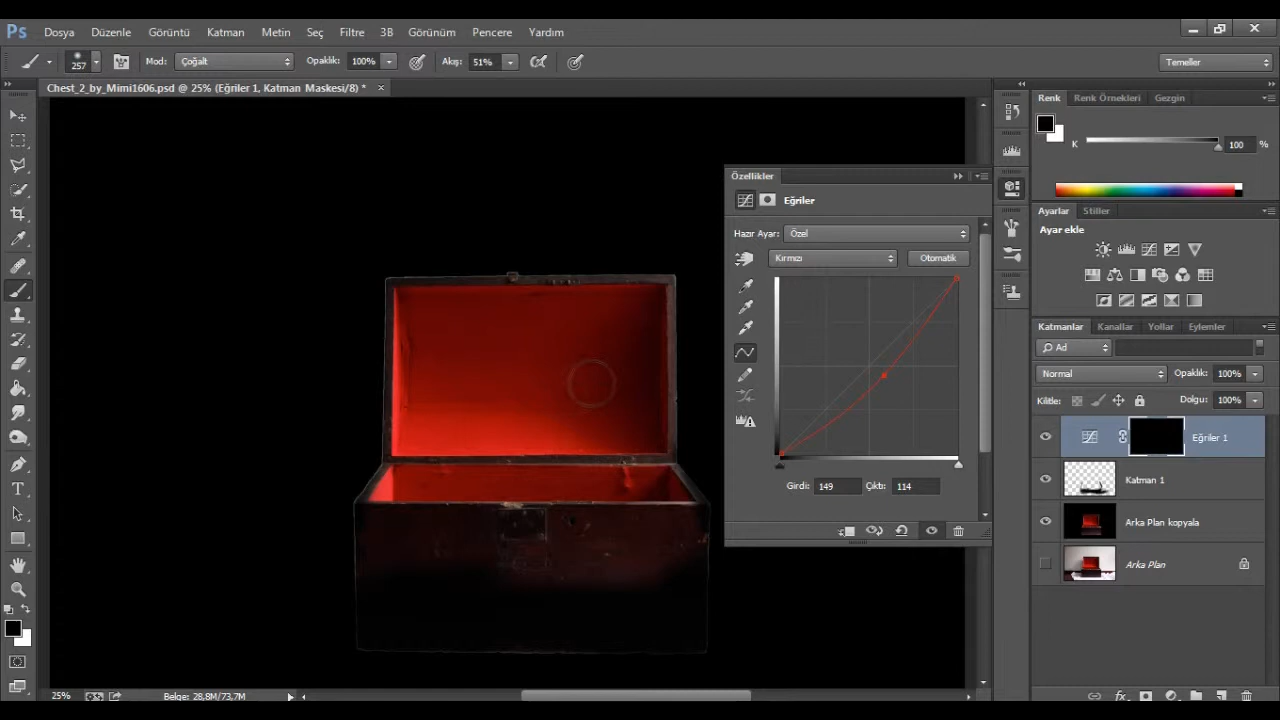 Ps Dosya Düzenle Görüntü Katman Metin Seç Filtre 3B Görünüm Pencere Yardım
257 Mod: Çoğalt Opaklık: 100% Akış: 51% Temeller
Chest_2_by_Mimi1606.psd @ 25% (Eğriler 1, Katman Maskesi/8) *
Renk Renk Örnekleri Gezgin
K 100 %
Özellikler
Eğriler
Hazır Ayar: Özel
Kırmızı Otomatik
Girdi: 149 Çıktı: 114
Ayarlar Stiller
Ayar ekle
Katmanlar Kanallar Yollar Eylemler
Ad
Normal Opaklık: 100%
Kilitle: Dolgu: 100%
Eğriler 1
Katman 1
Arka Plan kopyala
Arka Plan
25% Belge: 28,8M/73,7M